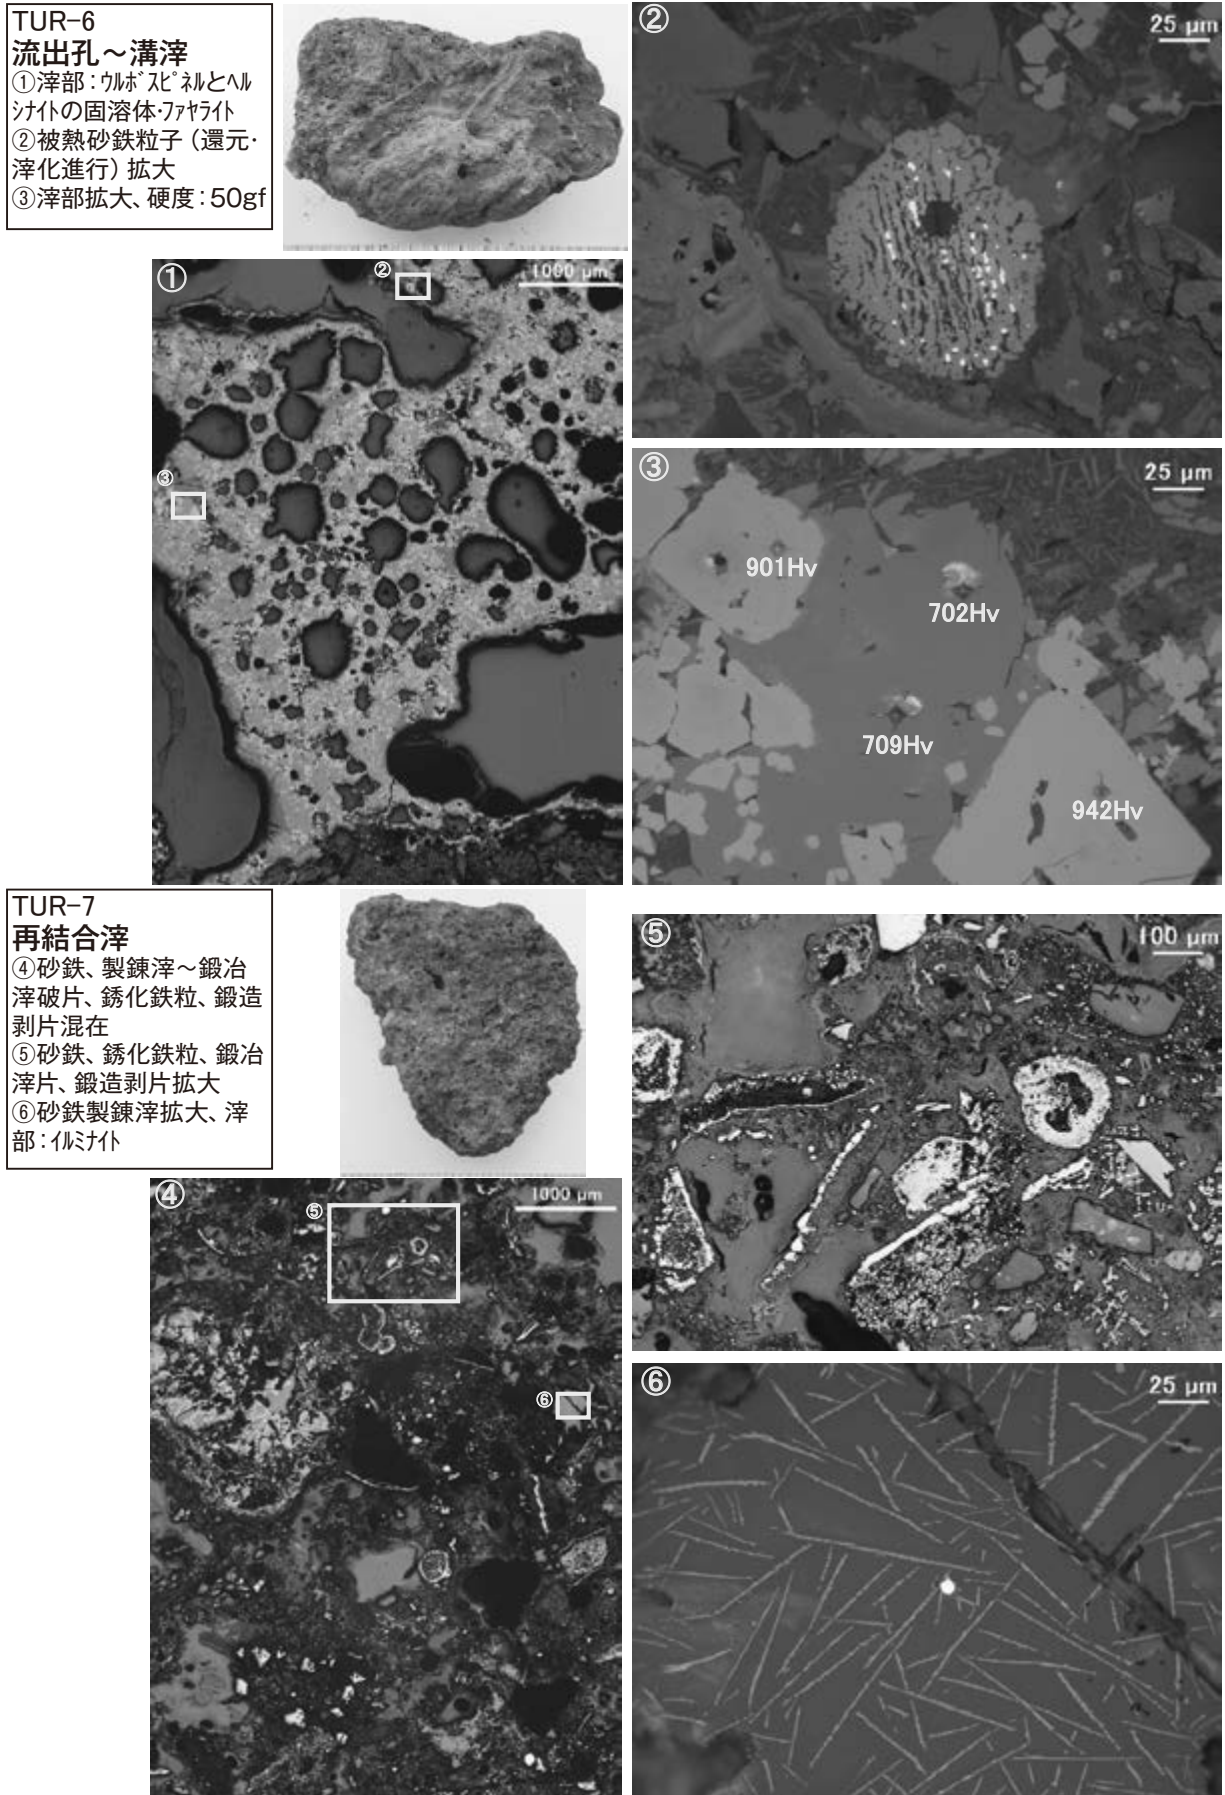 TUR-6
流出孔~溝滓
①滓部:ｳﾙﾎﾞｽﾋﾟﾈﾙとﾍﾙ
ｼﾅｲﾄの固溶体･ﾌｧﾔﾗｲﾄ
②被熱砂鉄粒子(還元･
滓化進行)拡大
③滓部拡大、硬度:50gf
②
25 μm
①
②
1000 μm
③
③
25 μm
901Hv
702Hv
709Hv
942Hv
TUR-7
再結合滓
④砂鉄、製錬滓~鍛冶
滓破片、銹化鉄粒、鍛造
剥片混在
⑤砂鉄、銹化鉄粒、鍛冶
滓片、鍛造剥片拡大
⑥砂鉄製錬滓拡大、滓
部:ｲﾙﾐﾅｲﾄ
⑤
100 μm
④
⑤
1000 μm
⑥
⑥
25 μm